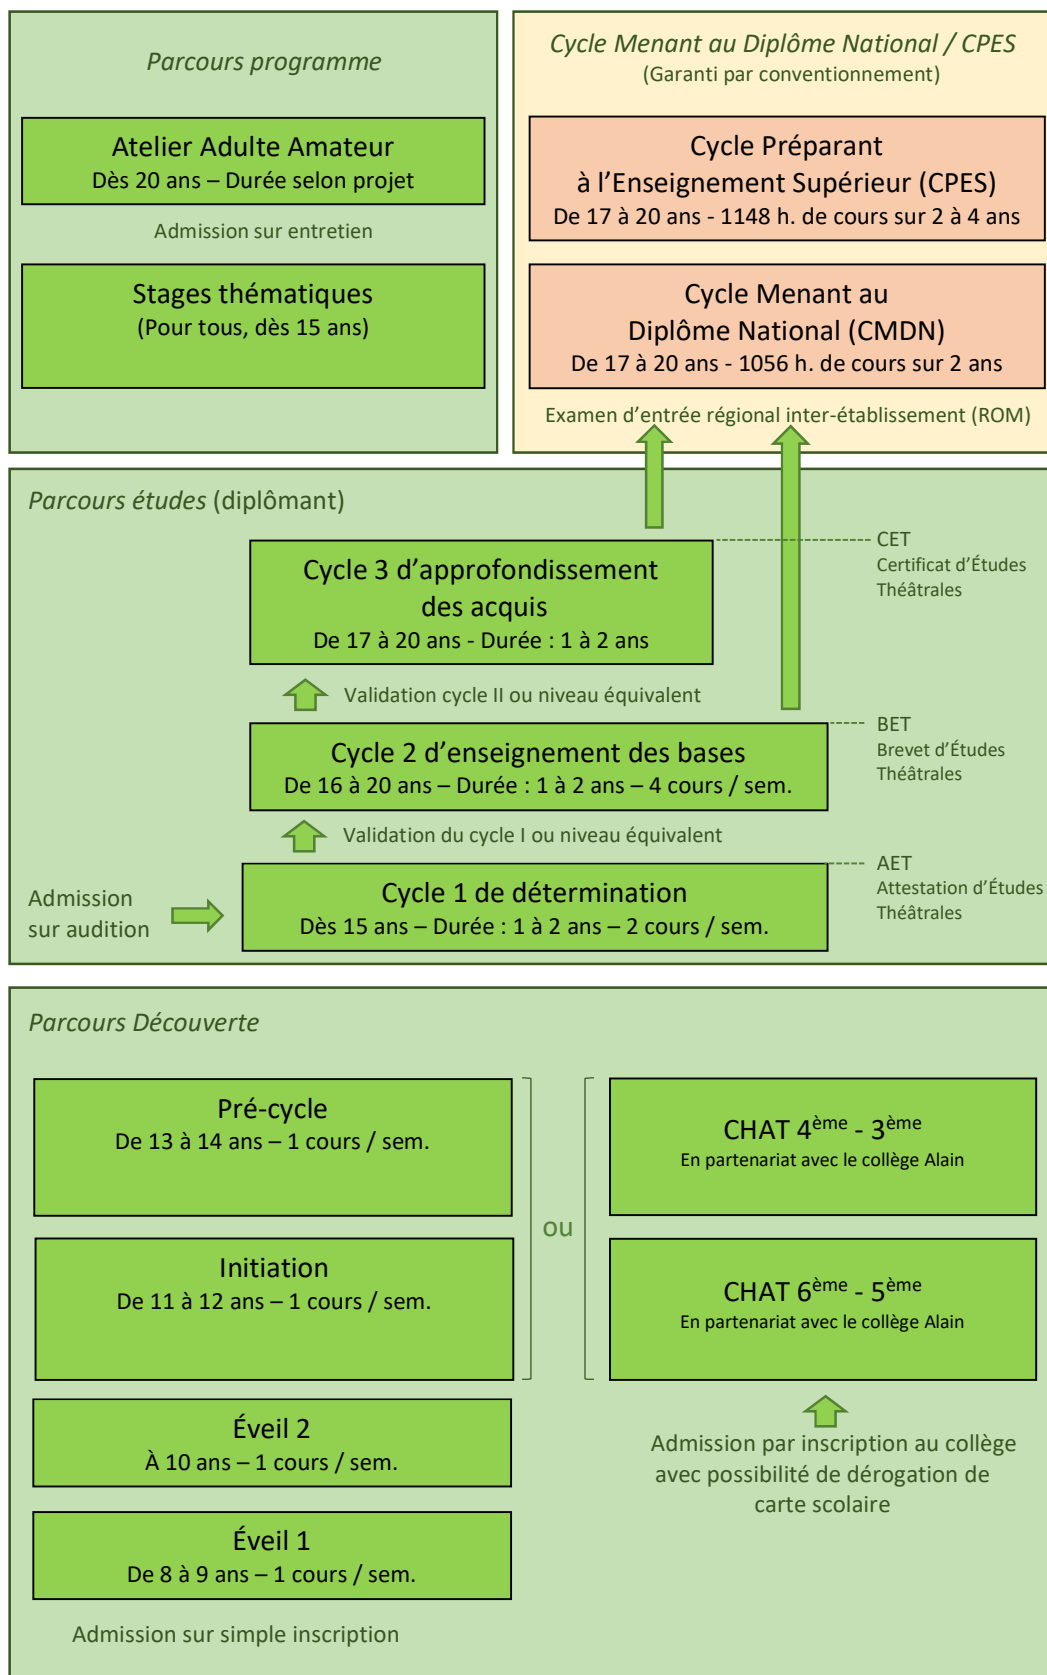 Parcours programme
Atelier Adulte Amateur
Dès 20 ans – Durée selon projet
Admission sur entretien
Stages thématiques
(Pour tous, dès 15 ans)
Cycle Menant au Diplôme National / CPES
(Garanti par conventionnement)
Cycle Préparant
à l’Enseignement Supérieur (CPES)
De 17 à 20 ans - 1148 h. de cours sur 2 à 4 ans
Cycle Menant au
Diplôme National (CMDN)
De 17 à 20 ans - 1056 h. de cours sur 2 ans
Examen d’entrée régional inter-établissement (ROM)
Parcours études (diplômant)
Cycle 3 d’approfondissement
des acquis
De 17 à 20 ans - Durée : 1 à 2 ans
CET
Certificat d’Études
Théâtrales
Validation cycle II ou niveau équivalent
Cycle 2 d’enseignement des bases
De 16 à 20 ans – Durée : 1 à 2 ans – 4 cours / sem.
BET
Brevet d’Études
Théâtrales
Validation du cycle I ou niveau équivalent
Admission
sur audition
Cycle 1 de détermination
Dès 15 ans – Durée : 1 à 2 ans – 2 cours / sem.
AET
Attestation d’Études
Théâtrales
Parcours Découverte
Pré-cycle
De 13 à 14 ans – 1 cours / sem.
Initiation
De 11 à 12 ans – 1 cours / sem.
ou
CHAT 4ème - 3ème
En partenariat avec le collège Alain
CHAT 6ème - 5ème
En partenariat avec le collège Alain
Éveil 2
À 10 ans – 1 cours / sem.
Éveil 1
De 8 à 9 ans – 1 cours / sem.
Admission sur simple inscription
Admission par inscription au collège
avec possibilité de dérogation de
carte scolaire